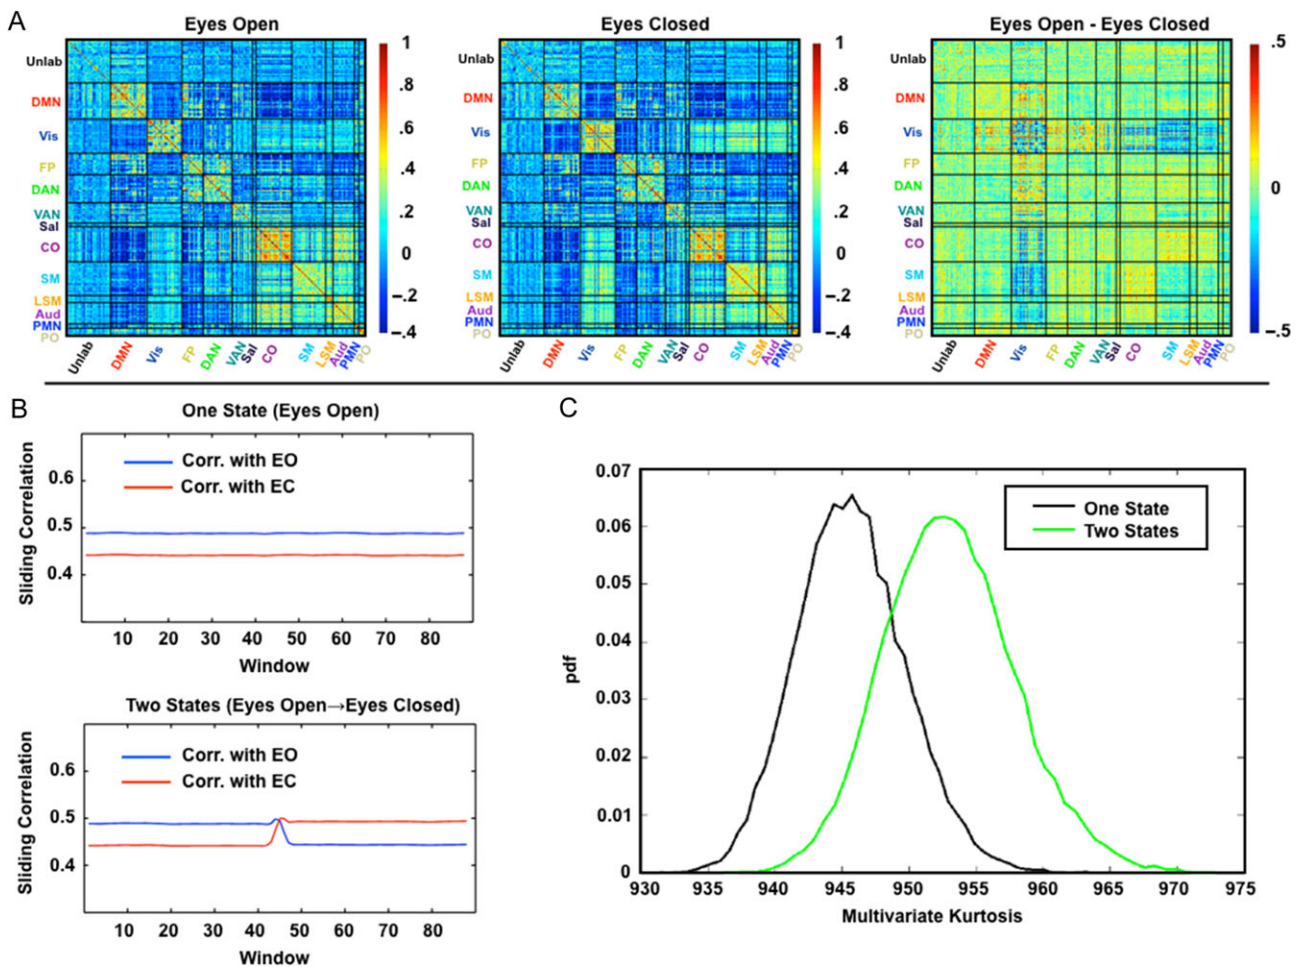 A
Eyes Open
Eyes Closed
Eyes Open - Eyes Closed
Unlab
DMN
Vis
FP
DAN
VAN
Sal
CO
SM
LSM
Aud
PMN
PO
1
.8
.6
.4
.2
0
−.2
−.4
Unlab DMN Vis FP DAN VAN Sal CO SM LSM Aud PMN PO
Unlab
DMN
Vis
FP
DAN
VAN
Sal
CO
SM
LSM
Aud
PMN
PO
1
.8
.6
.4
.2
0
−.2
−.4
Unlab DMN Vis FP DAN VAN Sal CO SM LSM Aud PMN PO
Unlab
DMN
Vis
FP
DAN
VAN
Sal
CO
SM
LSM
Aud
PMN
PO
.5
0
−.5
Unlab DMN Vis FP DAN VAN Sal CO SM LSM Aud PMN PO
B
One State (Eyes Open)
Sliding Correlation
0.6
0.5
0.4
Corr. with EO
Corr. with EC
10 20 30 40 50 60 70 80
Window
Two States (Eyes Open→Eyes Closed)
Sliding Correlation
0.6
0.5
0.4
Corr. with EO
Corr. with EC
10 20 30 40 50 60 70 80
Window
C
pdf
0.07
0.06
0.05
0.04
0.03
0.02
0.01
0
One State
Two States
930 935 940 945 950 955 960 965 970 975
Multivariate Kurtosis